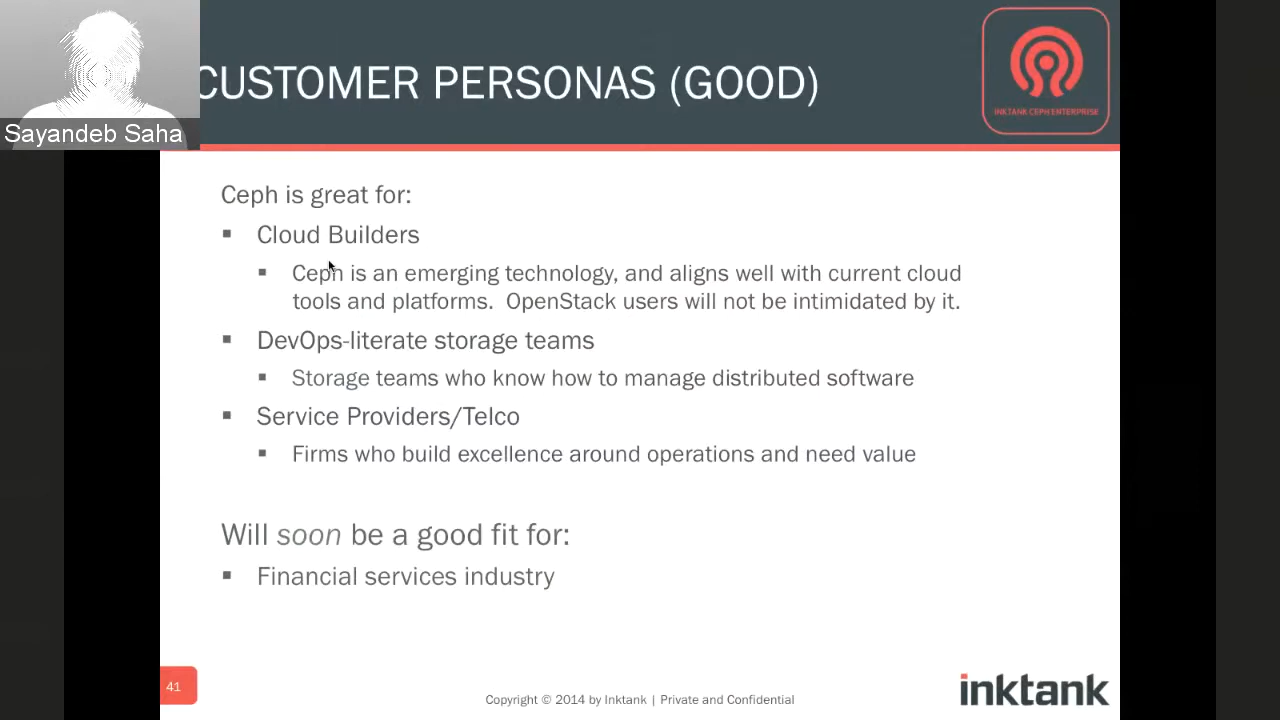 CUSTOMER PERSONAS (GOOD)
INKTANK CEPH ENTERPRISE
Sayandeb Saha
Ceph is great for:
▪ Cloud Builders
▪ Ceph is an emerging technology, and aligns well with current cloud
tools and platforms.  OpenStack users will not be intimidated by it.
▪ DevOps-literate storage teams
▪ Storage teams who know how to manage distributed software
▪ Service Providers/Telco
▪ Firms who build excellence around operations and need value
Will soon be a good fit for:
▪ Financial services industry
41
Copyright © 2014 by Inktank | Private and Confidential
inktank